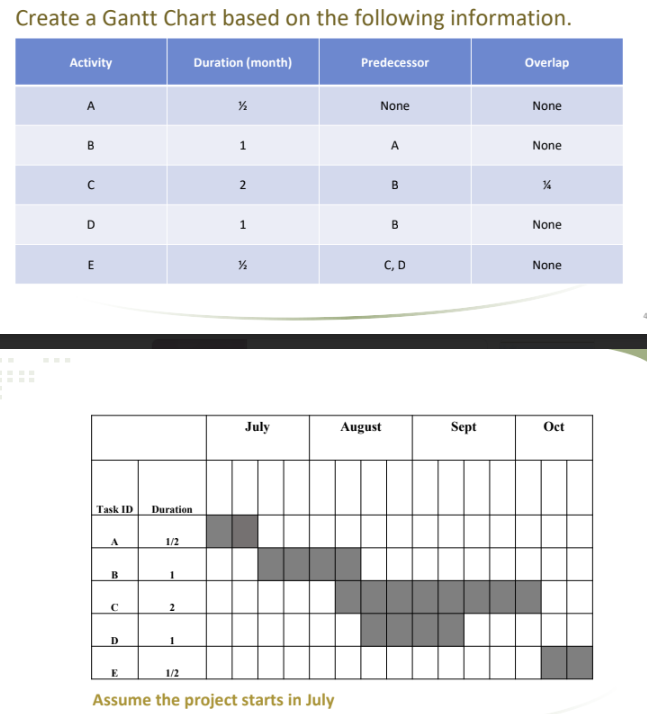 Create a Gantt Chart based on the following information.
Activity Duration (month) Predecessor Overlap
A ½ None None
B 1 A None
C 2 B ¼
D 1 B None
E ½ C, D None
July August Sept Oct
Task ID Duration
A 1/2
B 1
C 2
D 1
E 1/2
Assume the project starts in July